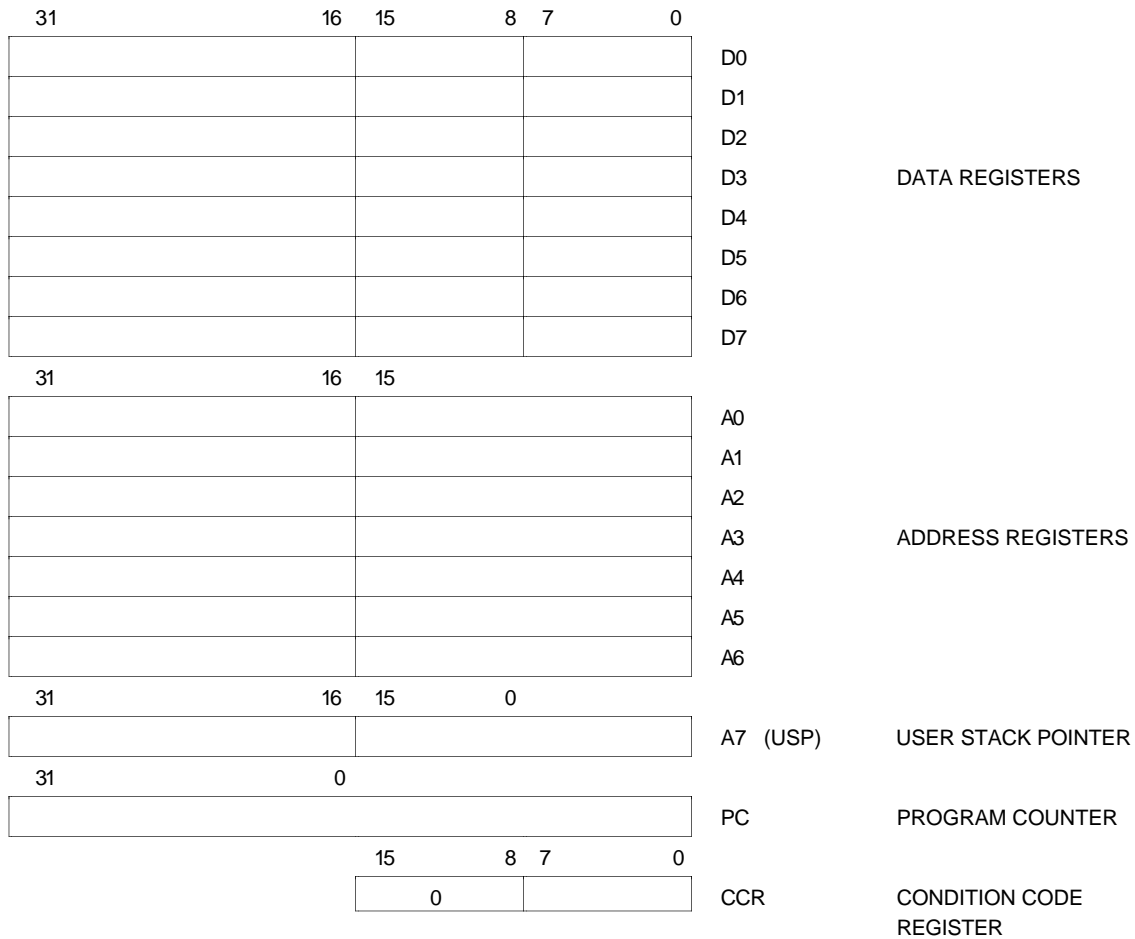 31 16 15 8 7 0
D0
D1
D2
D3 DATA REGISTERS
D4
D5
D6
D7
31 16 15
A0
A1
A2
A3 ADDRESS REGISTERS
A4
A5
A6
31 16 15 0
A7 (USP) USER STACK POINTER
31 0
PC PROGRAM COUNTER
15 8 7 0
0 CCR CONDITION CODE
REGISTER